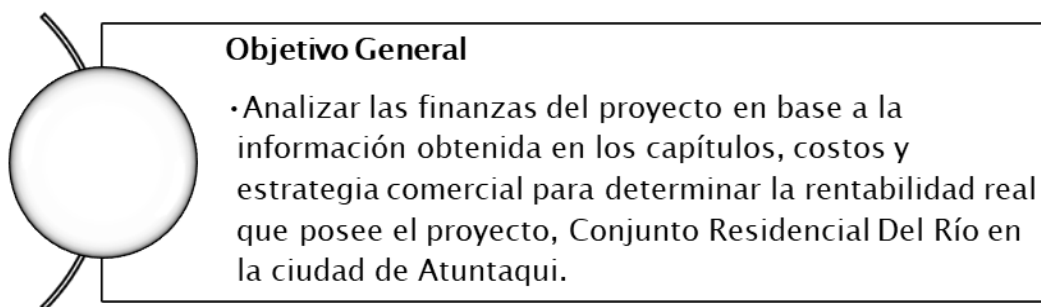 Objetivo General
·Analizar las finanzas del proyecto en base a la
información obtenida en los capítulos, costos y
estrategia comercial para determinar la rentabilidad real
que posee el proyecto, Conjunto Residencial Del Río en
la ciudad de Atuntaqui.